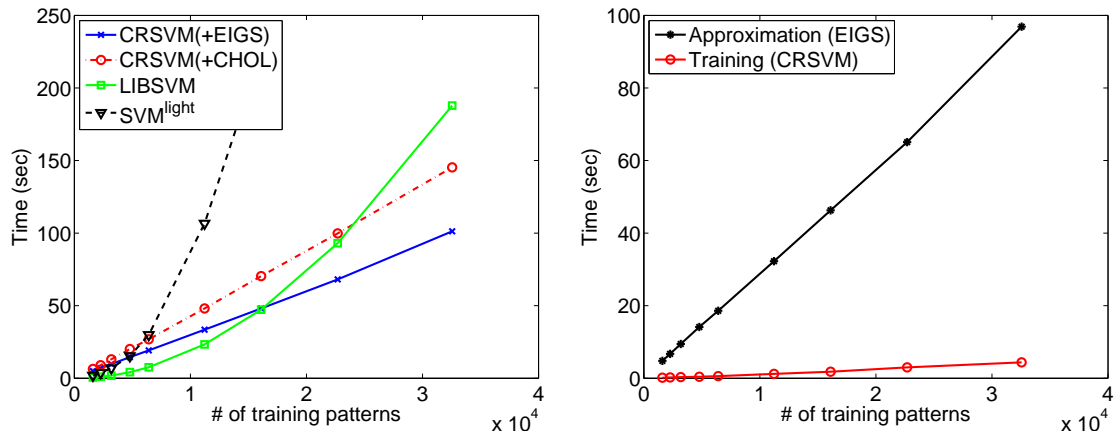 250
200
150
100
50
0
Time (sec)
CRSVM(+EIGS)
CRSVM(+CHOL)
LIBSVM
SVM^light
0
1
2
3
4
x 10^4
# of training patterns
100
80
60
40
20
0
Time (sec)
Approximation (EIGS)
Training (CRSVM)
0
1
2
3
4
x 10^4
# of training patterns